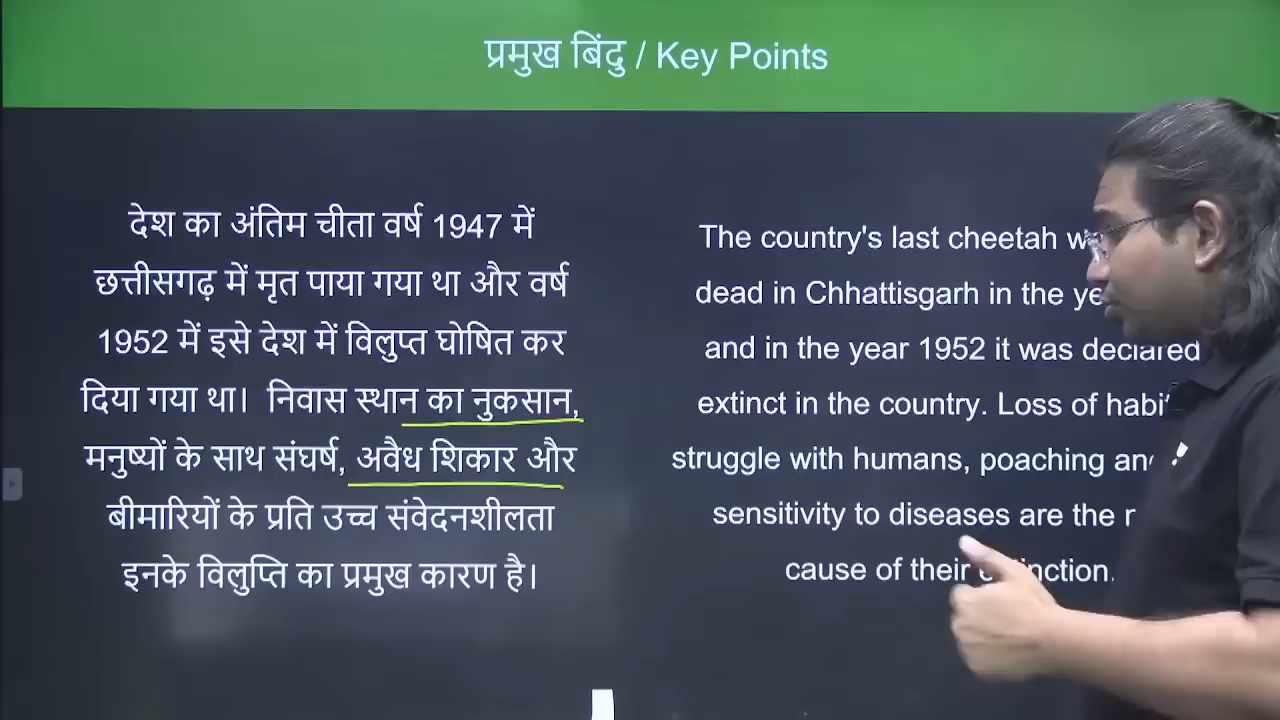 प्रमुख बिंदु / Key Points
देश का अंतिम चीता वर्ष 1947 में
छत्तीसगढ़ में मृत पाया गया था और वर्ष
1952 में इसे देश में विलुप्त घोषित कर
दिया गया था। निवास स्थान का नुकसान,
मनुष्यों के साथ संघर्ष, अवैध शिकार और
बीमारियों के प्रति उच्च संवेदनशीलता
इनके विलुप्ति का प्रमुख कारण है।
The country's last cheetah
dead in Chhattisgarh in the
and in the year 1952 it was declared
extinct in the country. Loss of
struggle with humans, poaching
sensitivity to diseases are the
cause of their